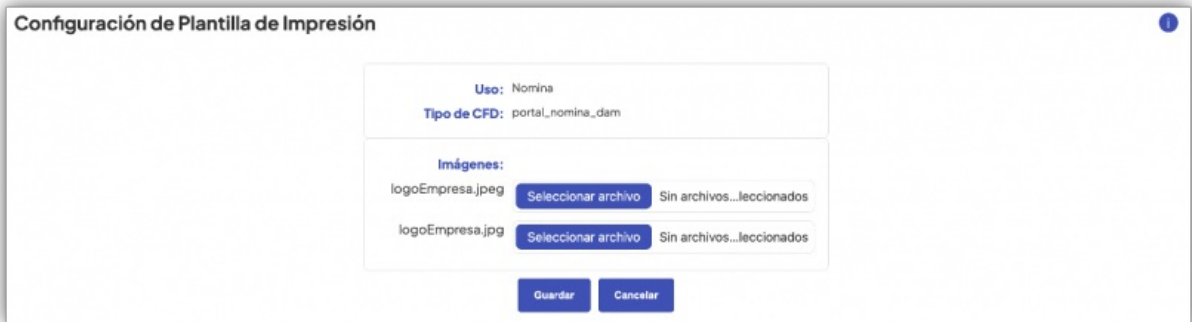 Configuración de Plantilla de Impresión
i
Uso: Nomina
Tipo de CFD: portal_nomina_dam
Imágenes:
logoEmpresa.jpeg Seleccionar archivo Sin archivos...leccionados
logoEmpresa.jpg Seleccionar archivo Sin archivos...leccionados
Guardar Cancelar